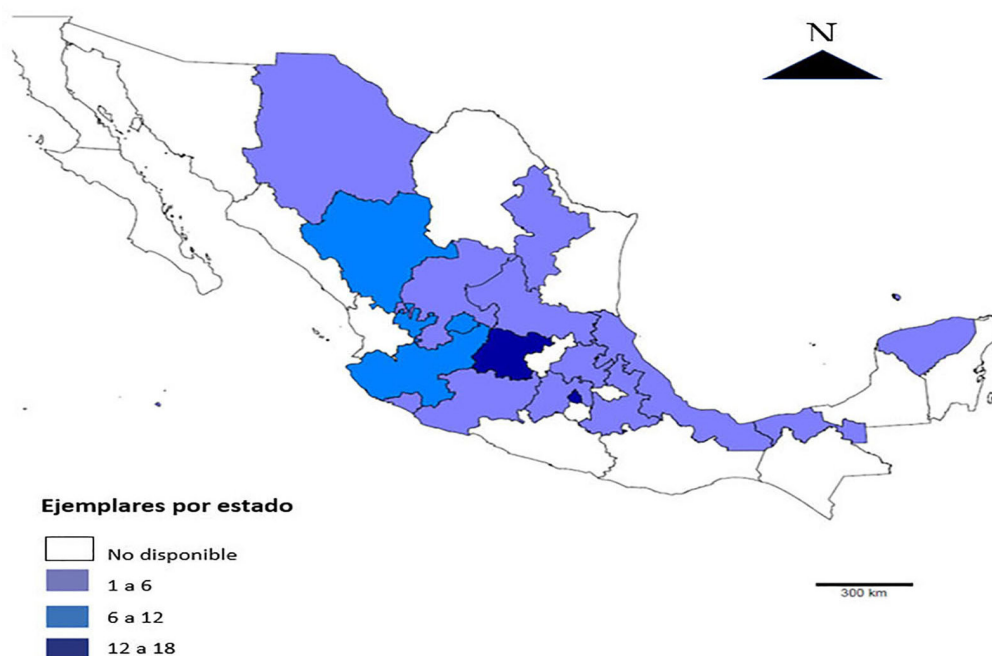 N
Ejemplares por estado
No disponible
1 a 6
6 a 12
12 a 18
300 km